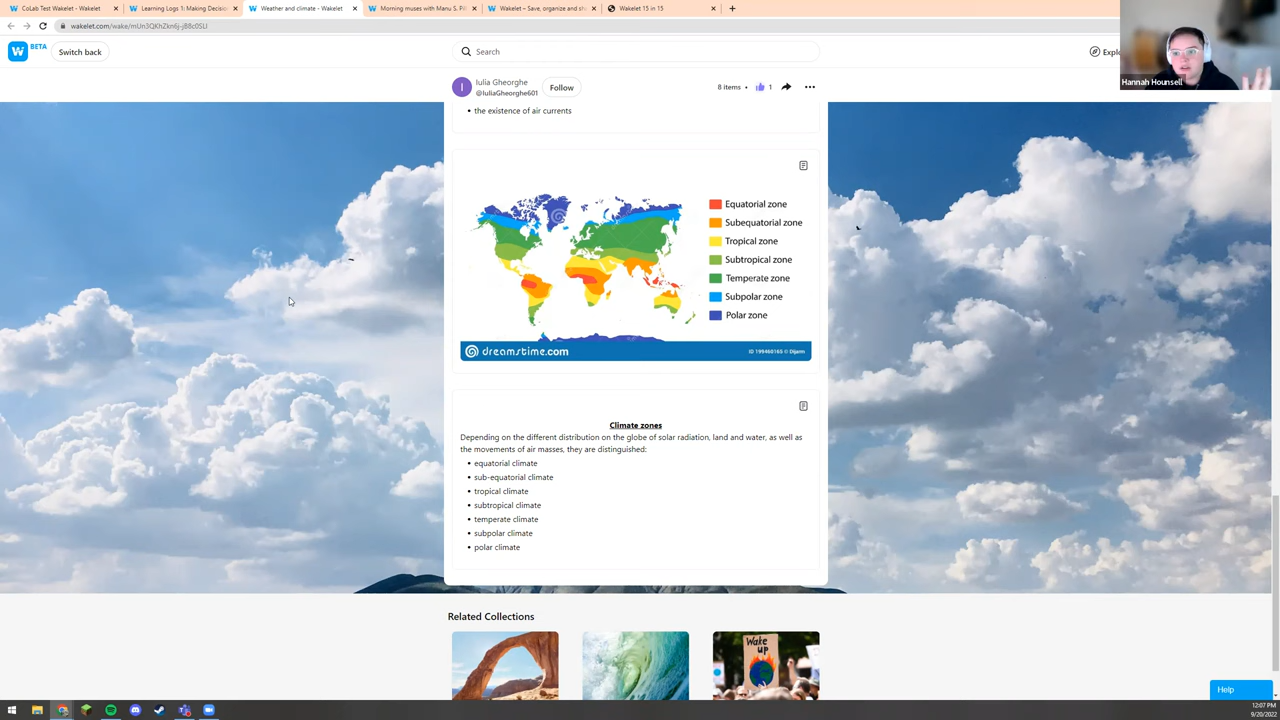 CoLab Test Wakelet - Wakelet
Learning Logs 1: Making Decisio
Weather and climate - Wakelet
Morning muses with Manu S. Pi
Wakelet – Save, organize and sh
Wakelet 15 in 15
BETA
Switch back
Search
Explo
Hannah Hounsell
Iulia Gheorghe
@IuliaGheorghe601
Follow
8 items
1
• the existence of air currents
Equatorial zone
Subequatorial zone
Tropical zone
Subtropical zone
Temperate zone
Subpolar zone
Polar zone
dreamstime.com
ID 199460165 © Dijarm
Climate zones
Depending on the different distribution on the globe of solar radiation, land and water, as well as
the movements of air masses, they are distinguished:
• equatorial climate
• sub-equatorial climate
• tropical climate
• subtropical climate
• temperate climate
• subpolar climate
• polar climate
Related Collections
Wake
up
Help
12:07 PM
9/20/2022